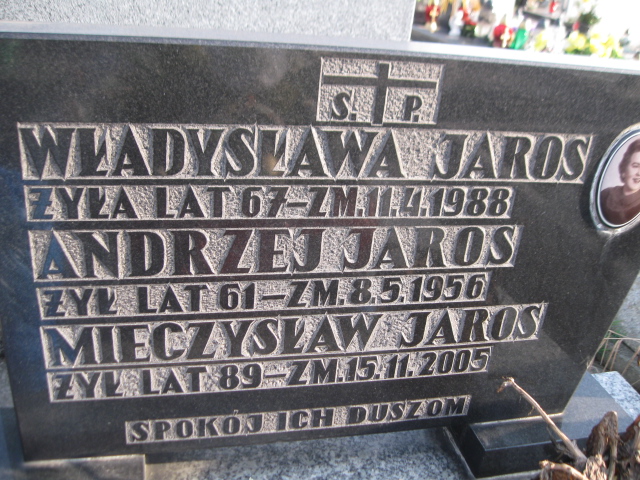 S. P.
WŁADYSŁAWA JAROS
ŻYŁA LAT 67-ZM.11.4.1988
ANDRZEJ JAROS
ŻYŁ LAT 61-ZM.8.5.1956
MIECZYSŁAW JAROS
ŻYŁ LAT 89-ZM.15.11.2005
SPOKÓJ ICH DUSZOM